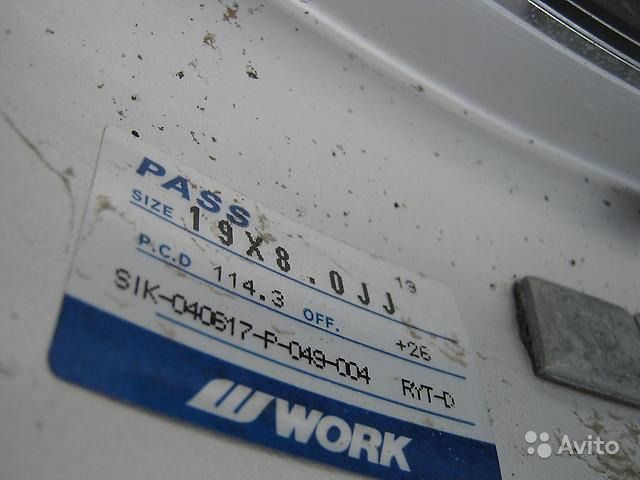 PASS
SIZE 19X8.0JJ 13
P.C.D 114.3 OFF. +26
SIK-040617-P-049-004 RYT-D
WORK
Avito